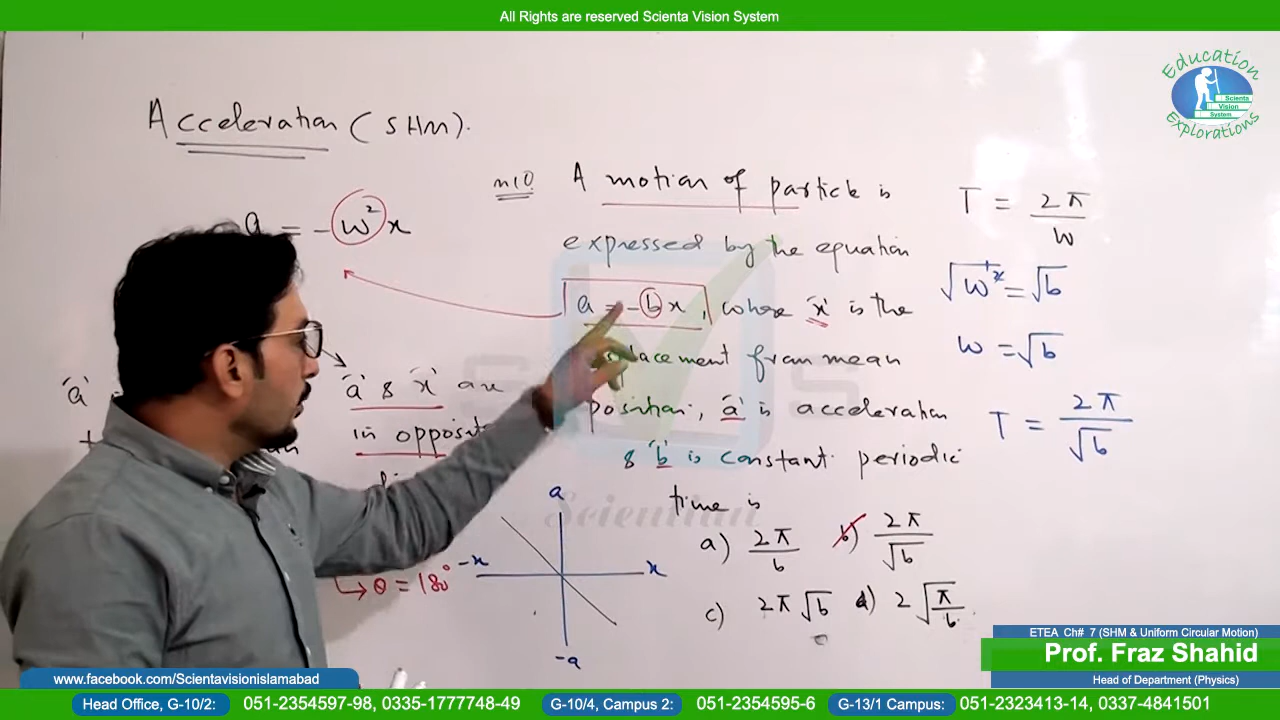 All Rights are reserved Scienta Vision System
Education
Scienta
Vision
System
Explorations
Acceleration (SHM).
a = -w²x
'a' & 'x' are
in opposite
θ = 180°
MCQ A motion of particle is
expressed by the equation
a = -bx, where 'x' is the
displacement from mean
position, 'a' is acceleration
& 'b' is constant. periodic
time is
a) 2π/b b) 2π/√b
c) 2π√b d) 2√π/b
T = 2π/w
√w² = √b
w = √b
T = 2π/√b
a
-x x
-a
'a'
Scientian
ETEA Ch# 7 (SHM & Uniform Circular Motion)
Prof. Fraz Shahid
Head of Department (Physics)
www.facebook.com/Scientavisionislamabad
Head Office, G-10/2: 051-2354597-98, 0335-1777748-49 G-10/4, Campus 2: 051-2354595-6 G-13/1 Campus: 051-2323413-14, 0337-4841501